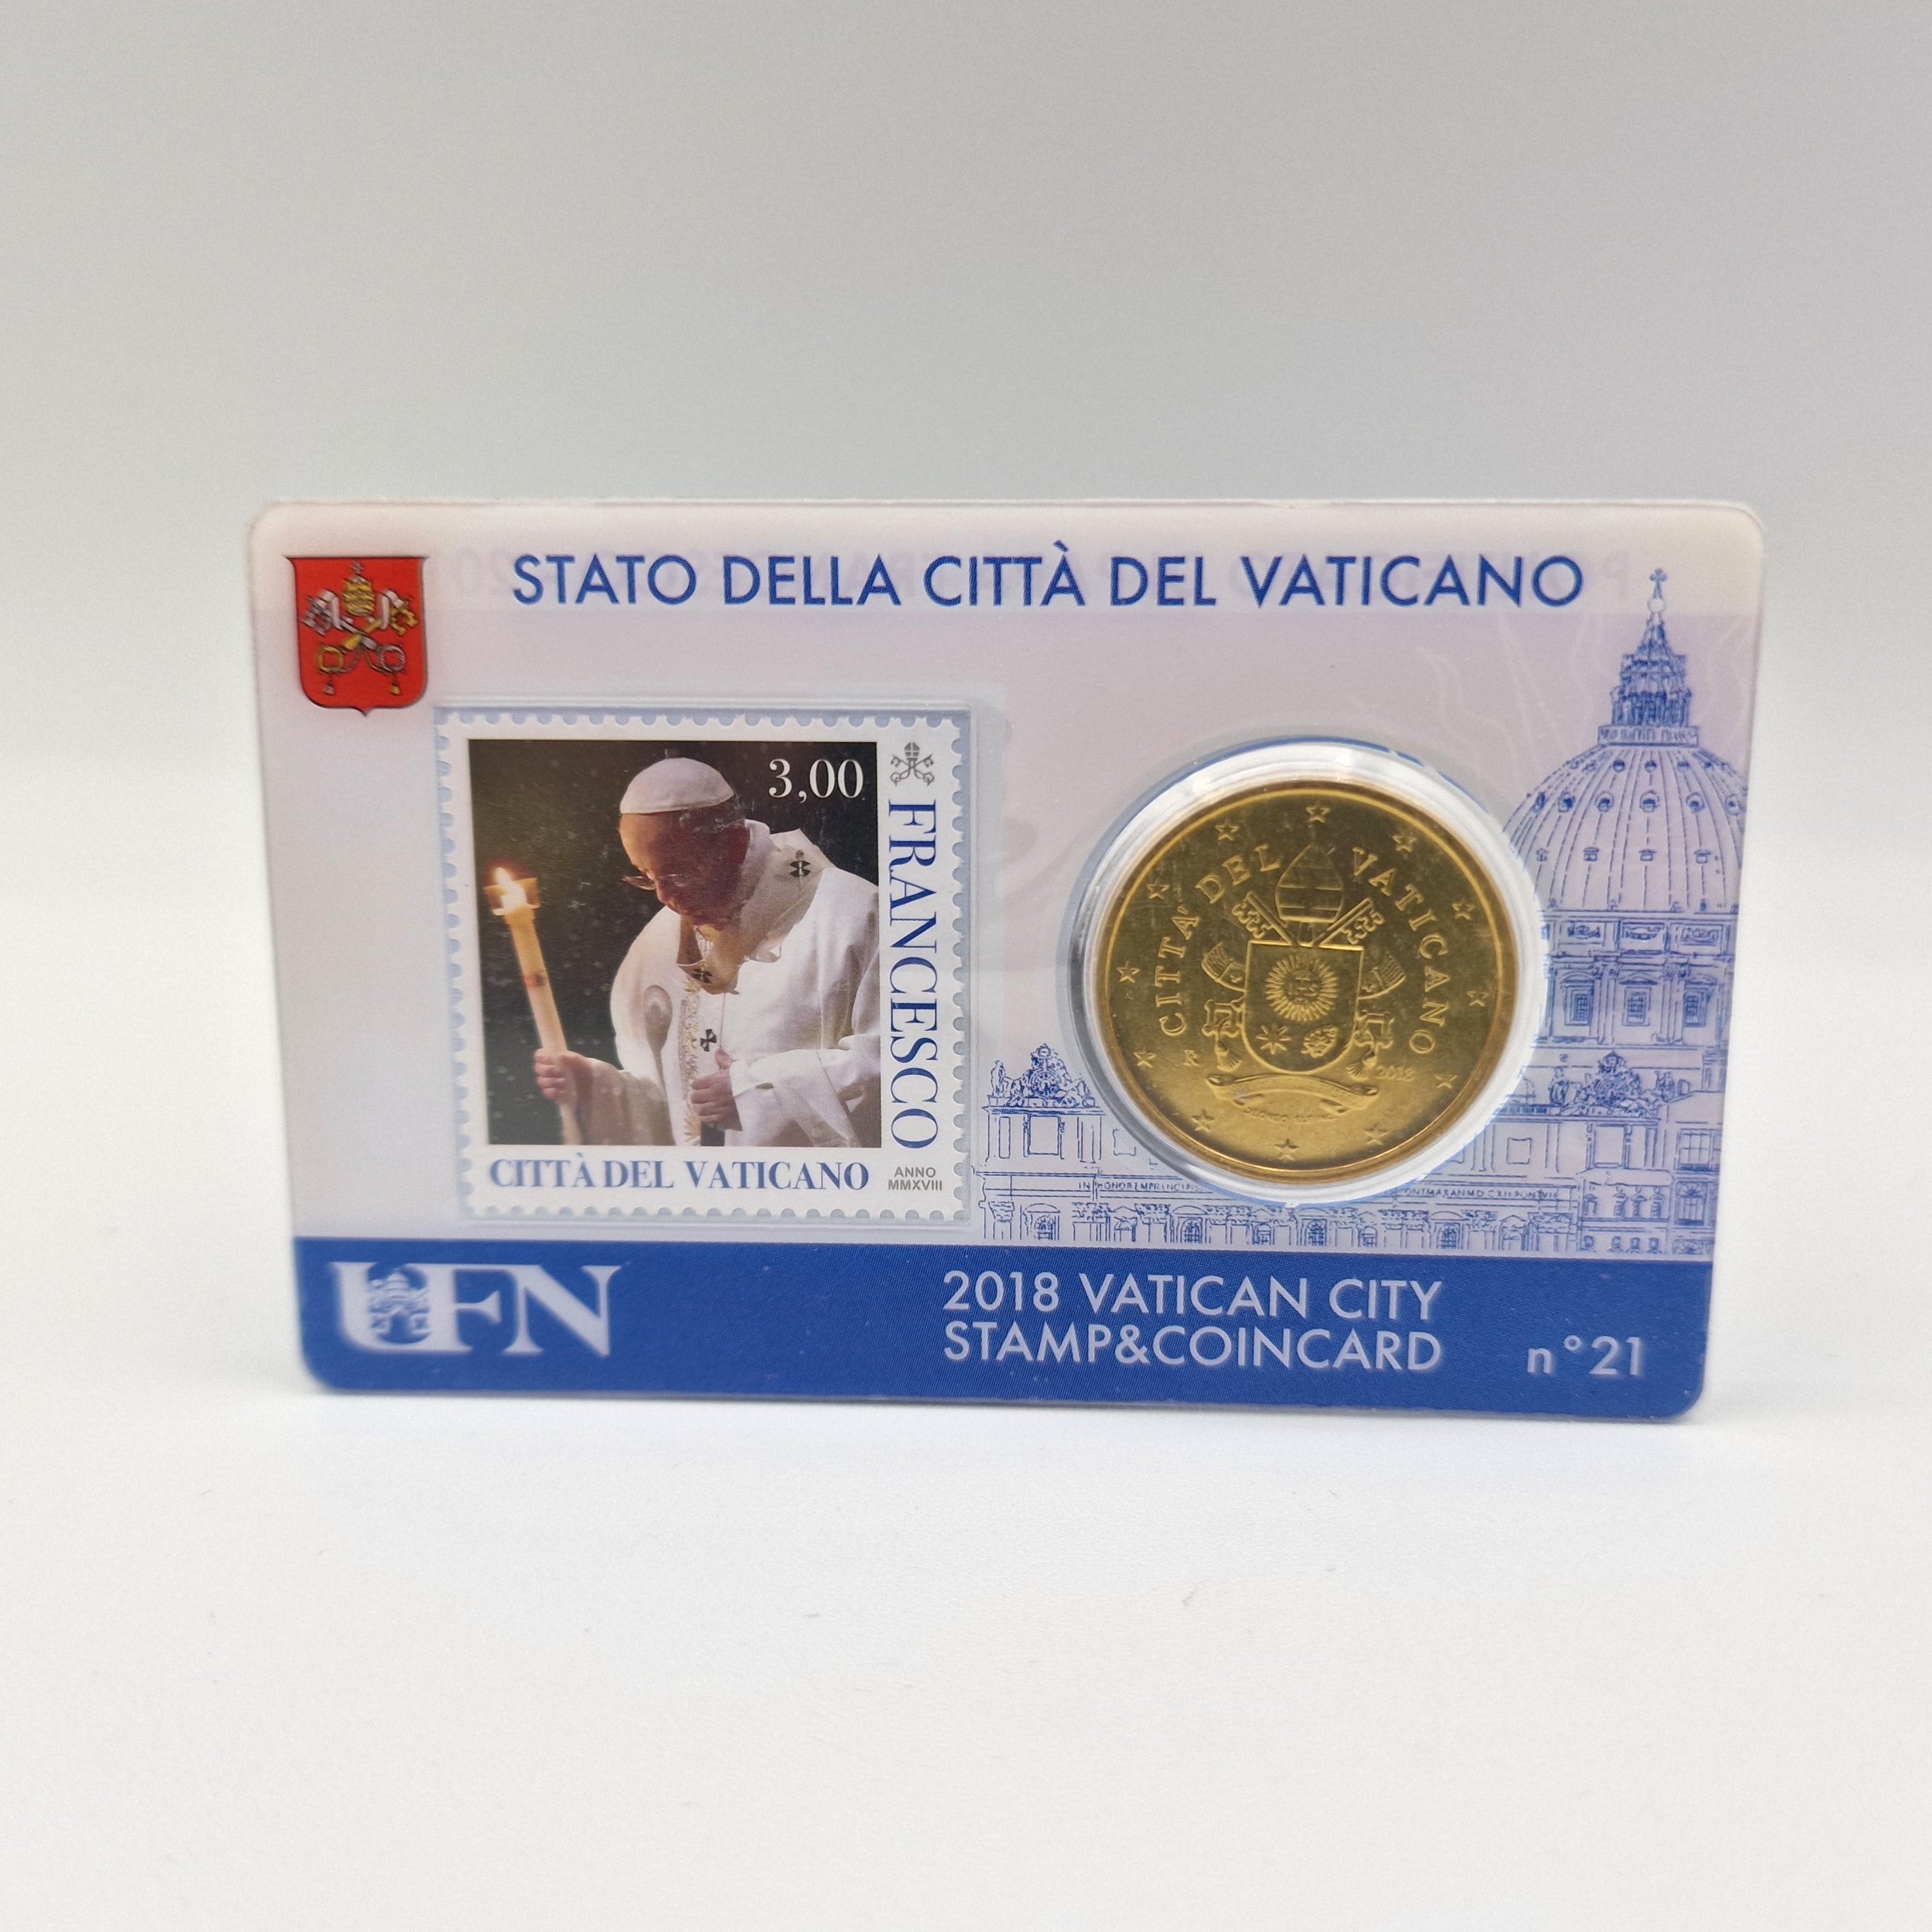 STATO DELLA CITTÀ DEL VATICANO
3,00
FRANCESCO
CITTÀ DEL VATICANO
ANNO
MMXVIII
CITTA' DEL VATICANO
R
2018
UFN
2018 VATICAN CITY
STAMP&COINCARD
n°21